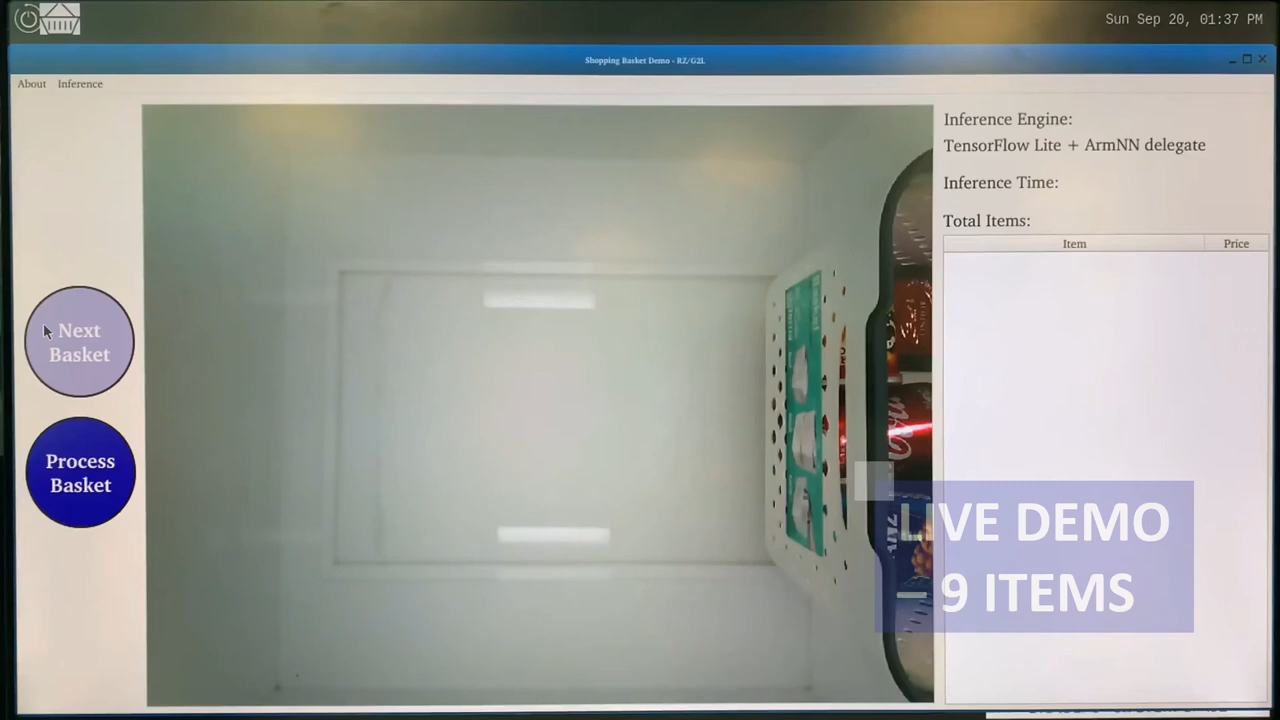 Sun Sep 20, 01:37 PM
Shopping Basket Demo - RZ/G2L
About Inference
Inference Engine:
TensorFlow Lite + ArmNN delegate
Inference Time:
Total Items:
Item Price
Next
Basket
Process
Basket
LIVE DEMO
– 9 ITEMS